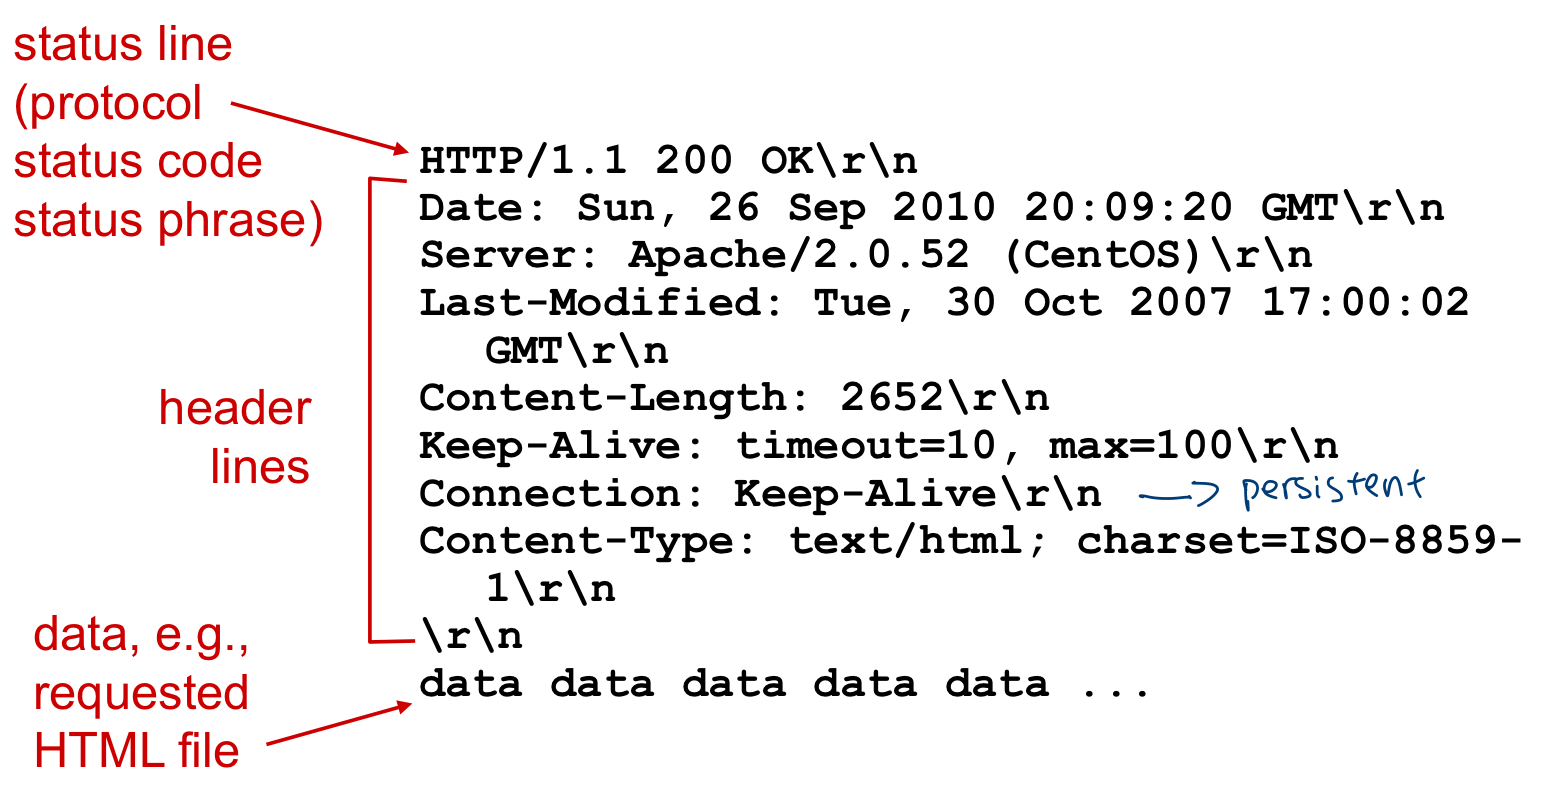 status line
(protocol
status code
status phrase)
HTTP/1.1 200 OK\r\n
Date: Sun, 26 Sep 2010 20:09:20 GMT\r\n
Server: Apache/2.0.52 (CentOS)\r\n
Last-Modified: Tue, 30 Oct 2007 17:00:02
GMT\r\n
Content-Length: 2652\r\n
Keep-Alive: timeout=10, max=100\r\n
Connection: Keep-Alive\r\n → persistent
Content-Type: text/html; charset=ISO-8859-
1\r\n
\r\n
data data data data data ...
header
lines
data, e.g.,
requested
HTML file